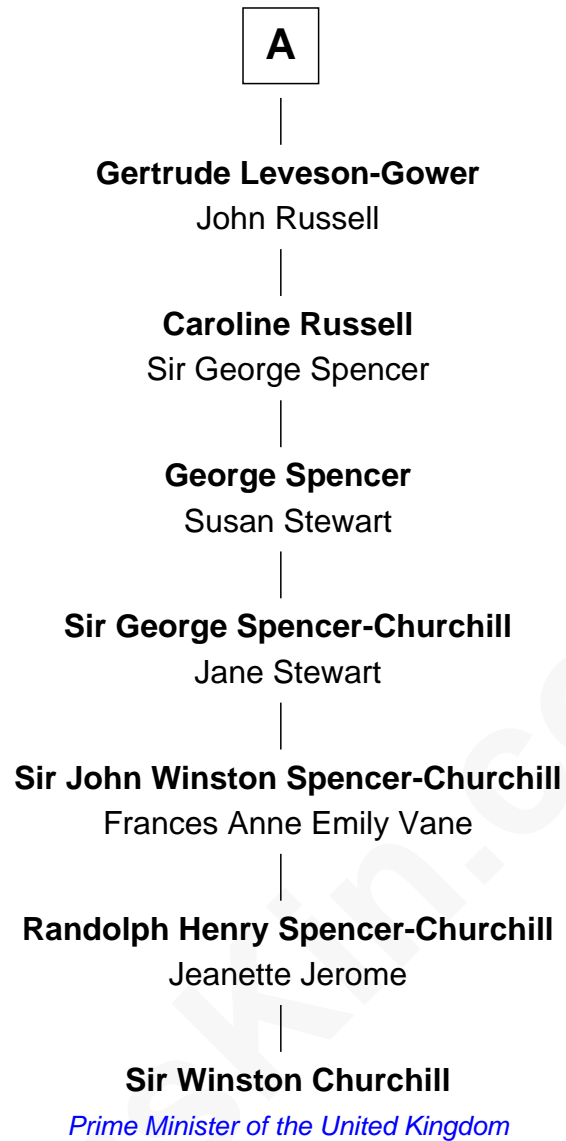 A
Gertrude Leveson-Gower
John Russell
Caroline Russell
Sir George Spencer
George Spencer
Susan Stewart
Sir George Spencer-Churchill
Jane Stewart
Sir John Winston Spencer-Churchill
Frances Anne Emily Vane
Randolph Henry Spencer-Churchill
Jeanette Jerome
Sir Winston Churchill
Prime Minister of the United Kingdom